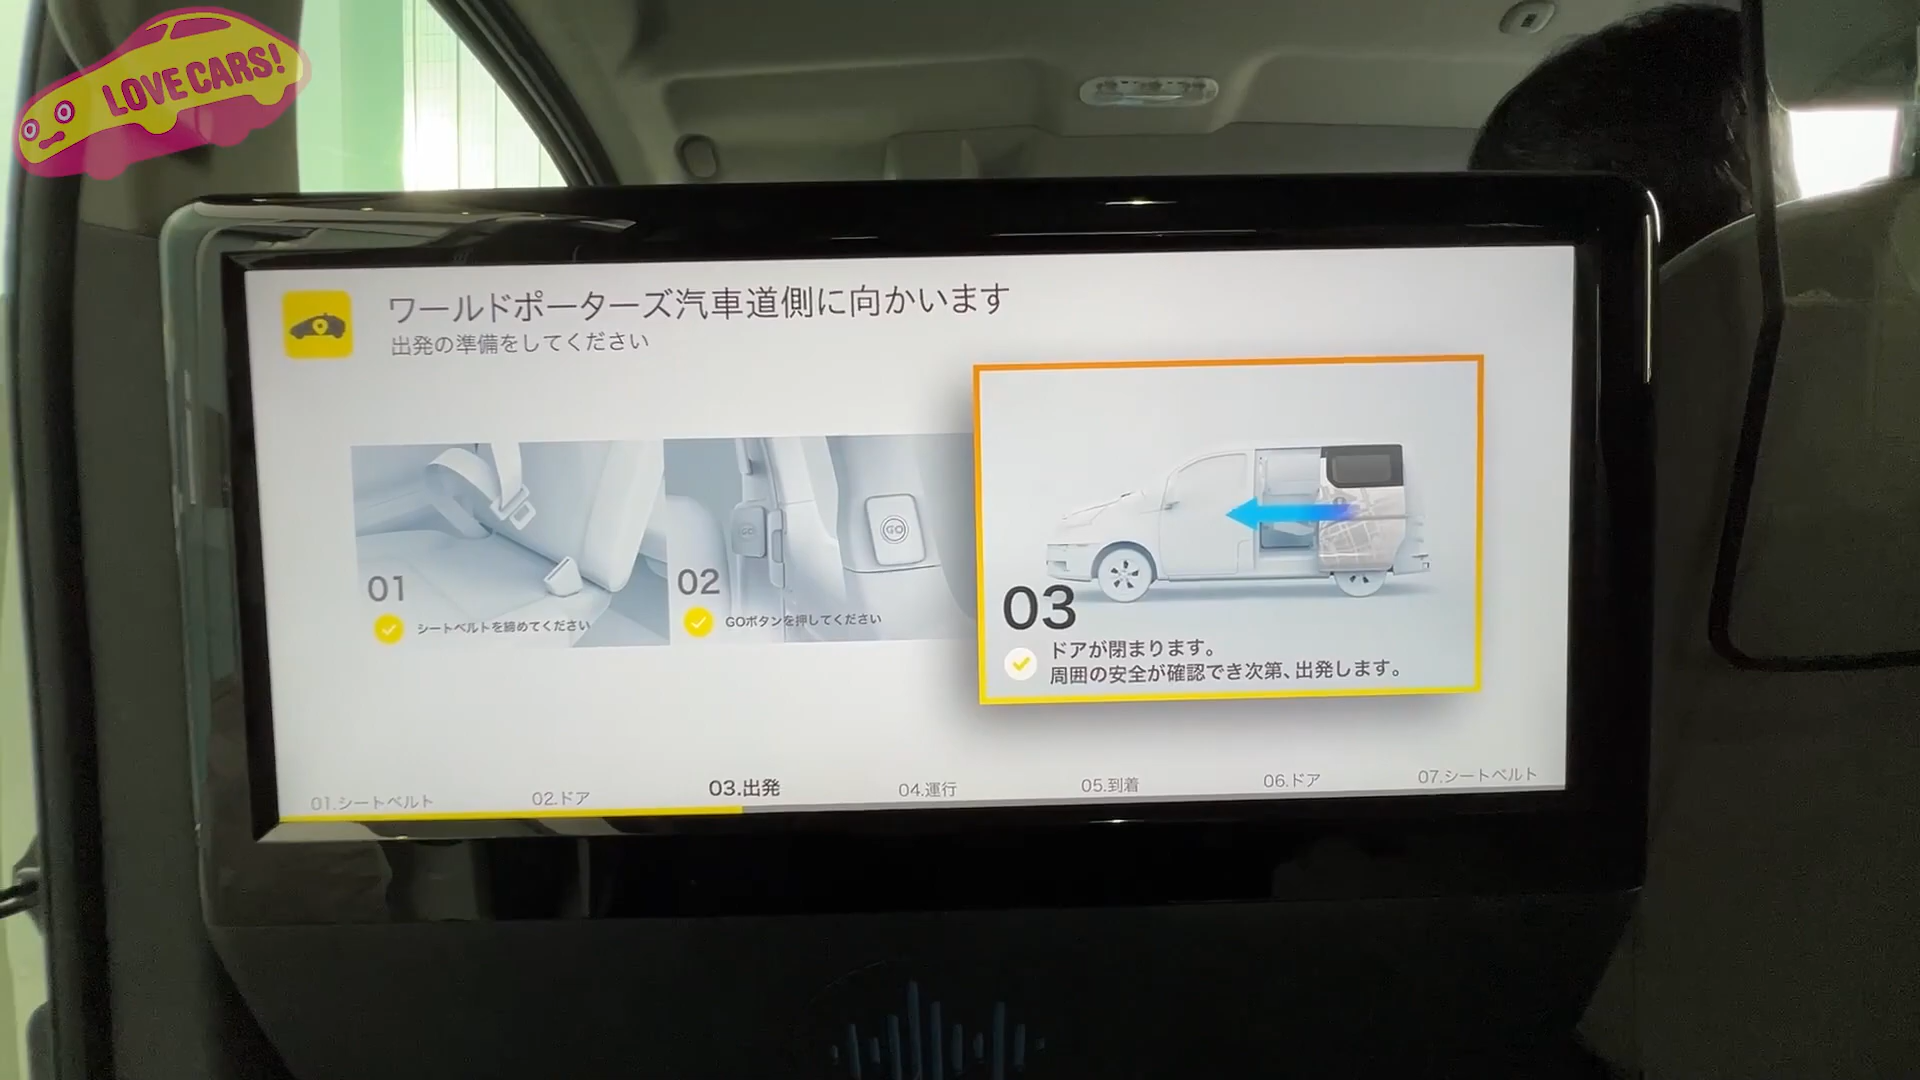 LOVE CARS!
ワールドポーターズ汽車道側に向かいます
出発の準備をしてください
01
シートベルトを締めてください
02
GO
GO
GOボタンを押してください
03
ドアが閉まります。
周囲の安全が確認でき次第、出発します。
01.シートベルト
02.ドア
03.出発
04.運行
05.到着
06.ドア
07.シートベルト